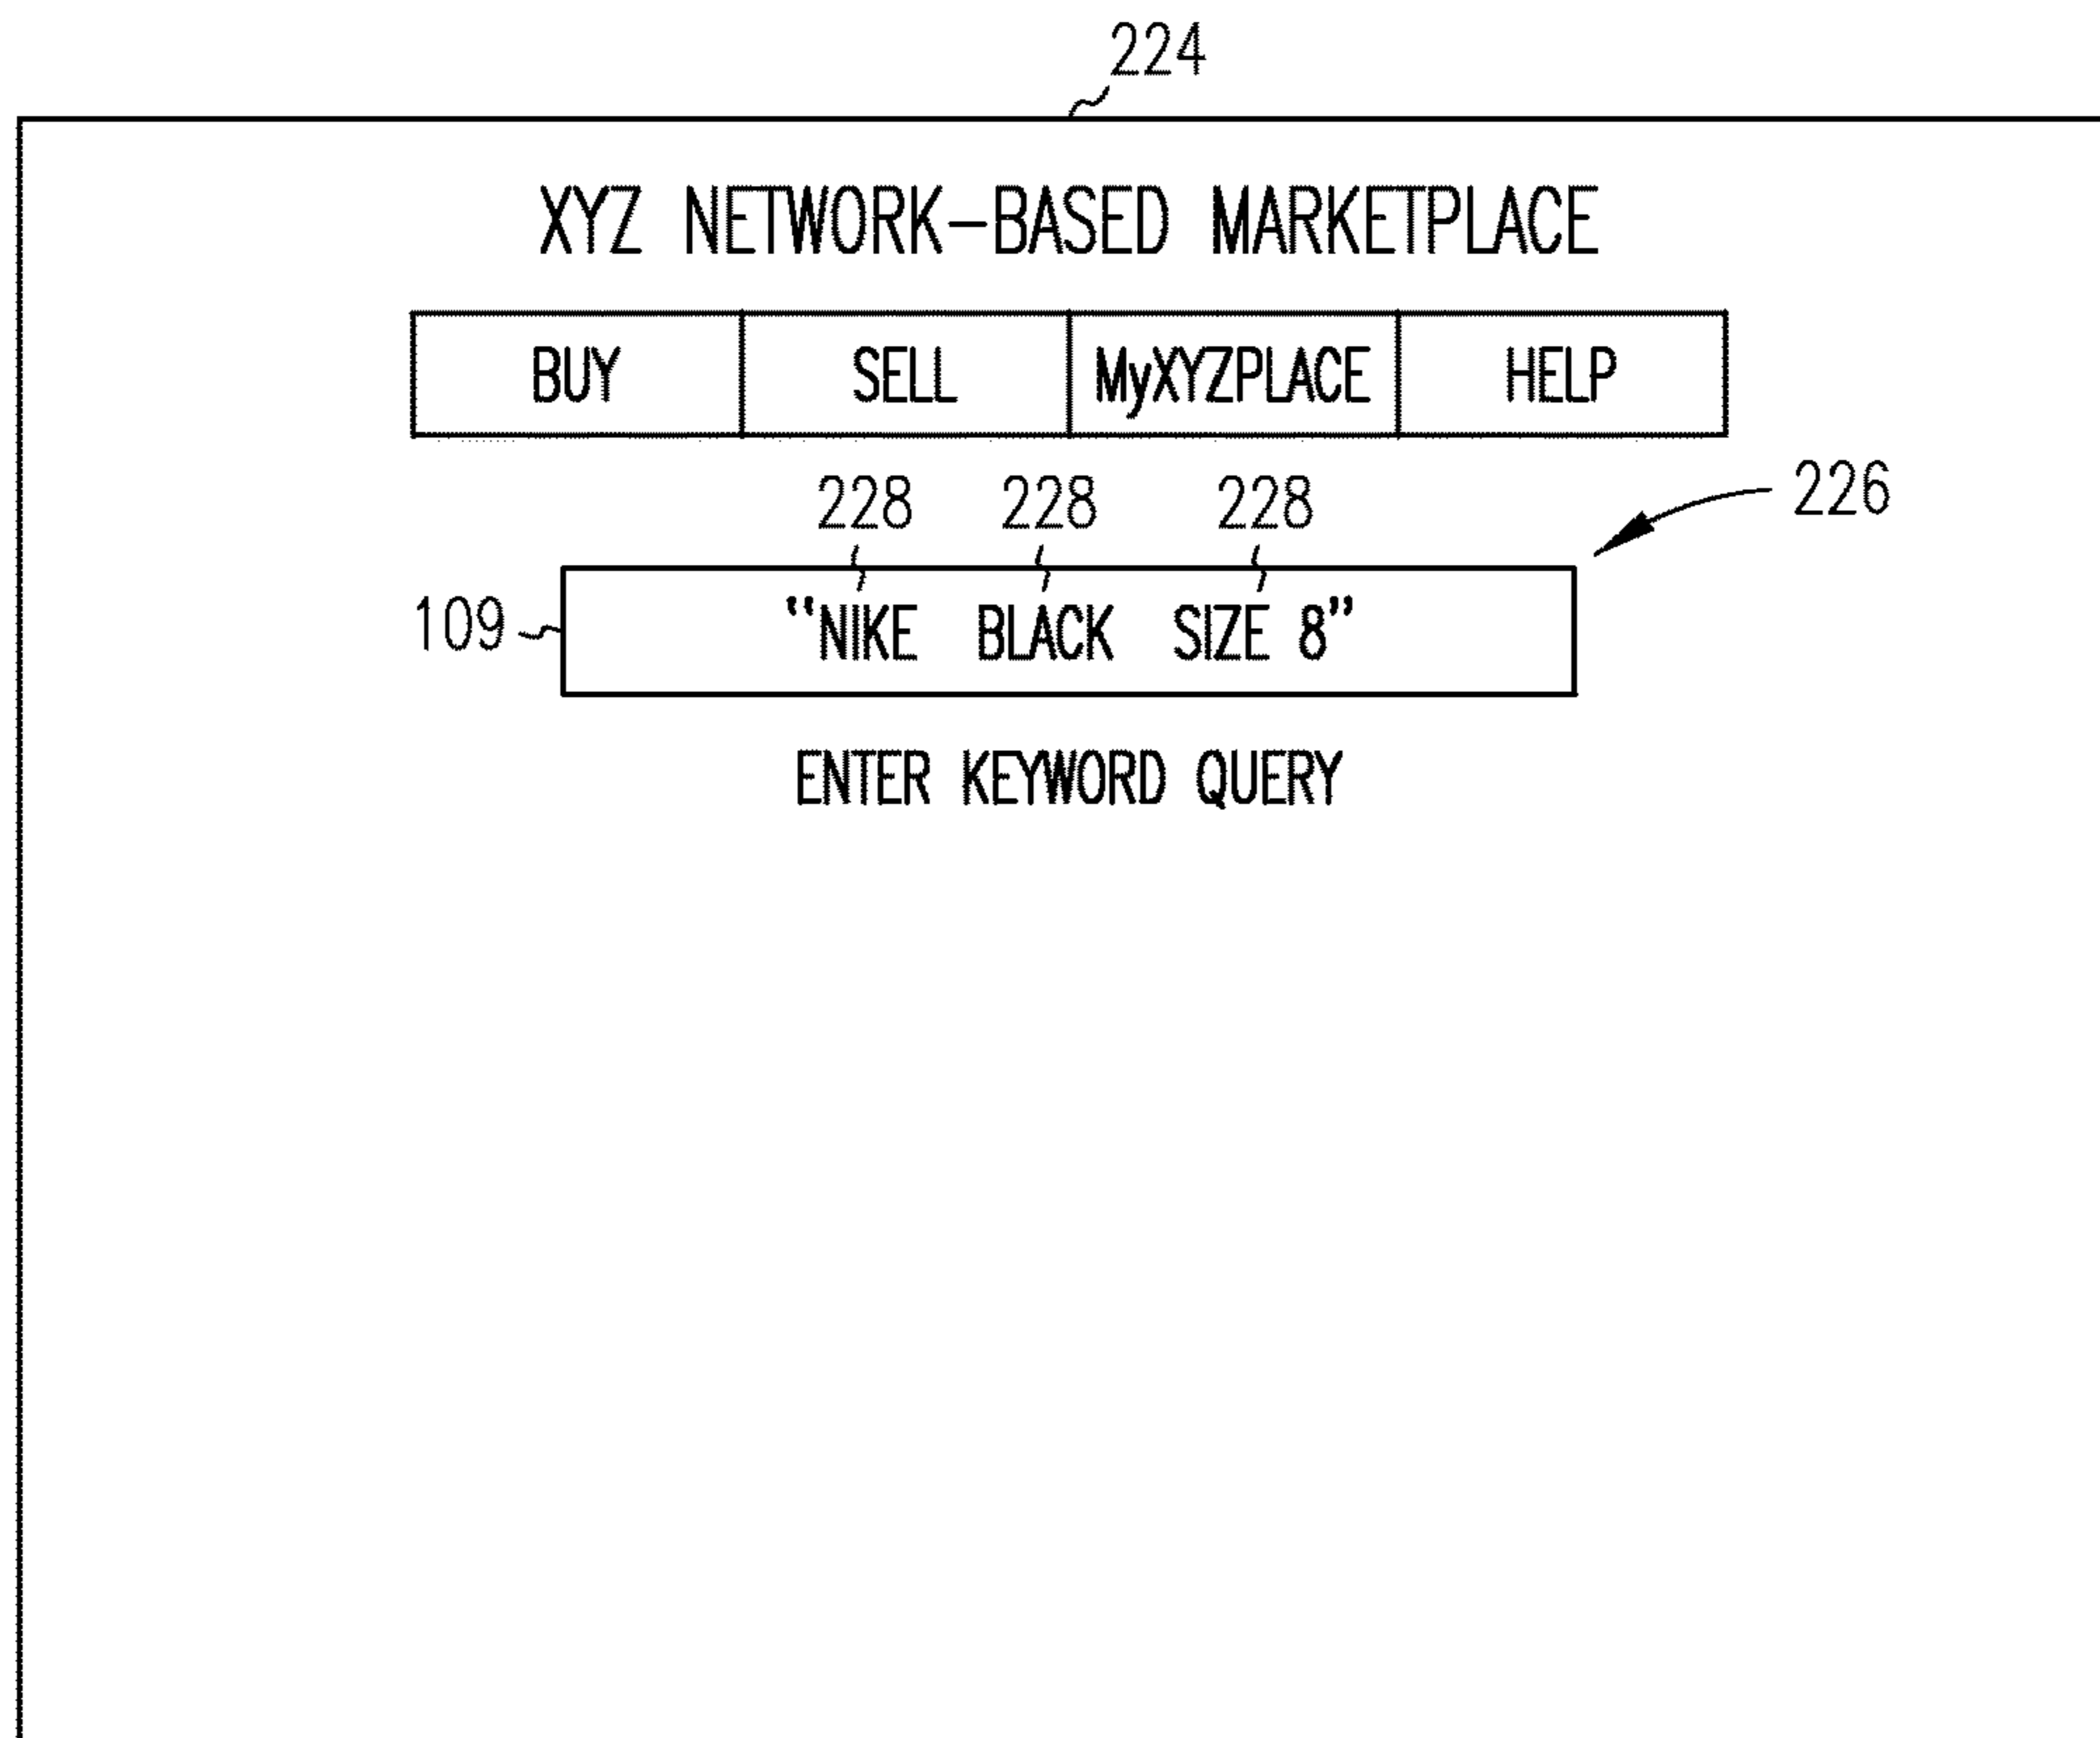 224
XYZ NETWORK-BASED MARKETPLACE
BUY SELL MyXYZPLACE HELP
228 228 228 226
109 "NIKE BLACK SIZE 8"
ENTER KEYWORD QUERY